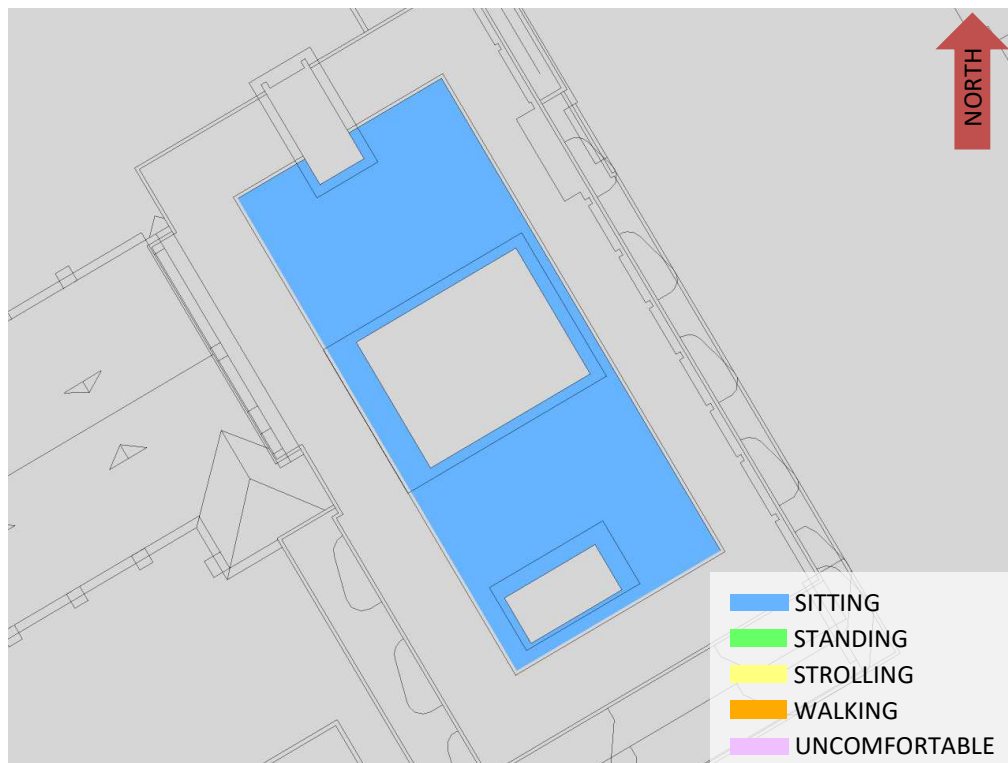 NORTH
SITTING
STANDING
STROLLING
WALKING
UNCOMFORTABLE